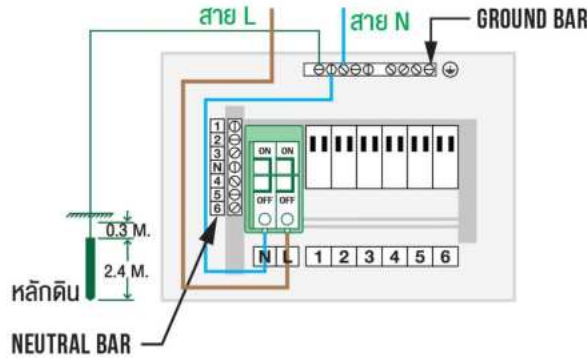 สาย L
สาย N
GROUND BAR
1
2
3
N
4
5
6
ON
ON
OFF
OFF
0.3 M.
2.4 M.
หลักดิน
N L 1 2 3 4 5 6
NEUTRAL BAR